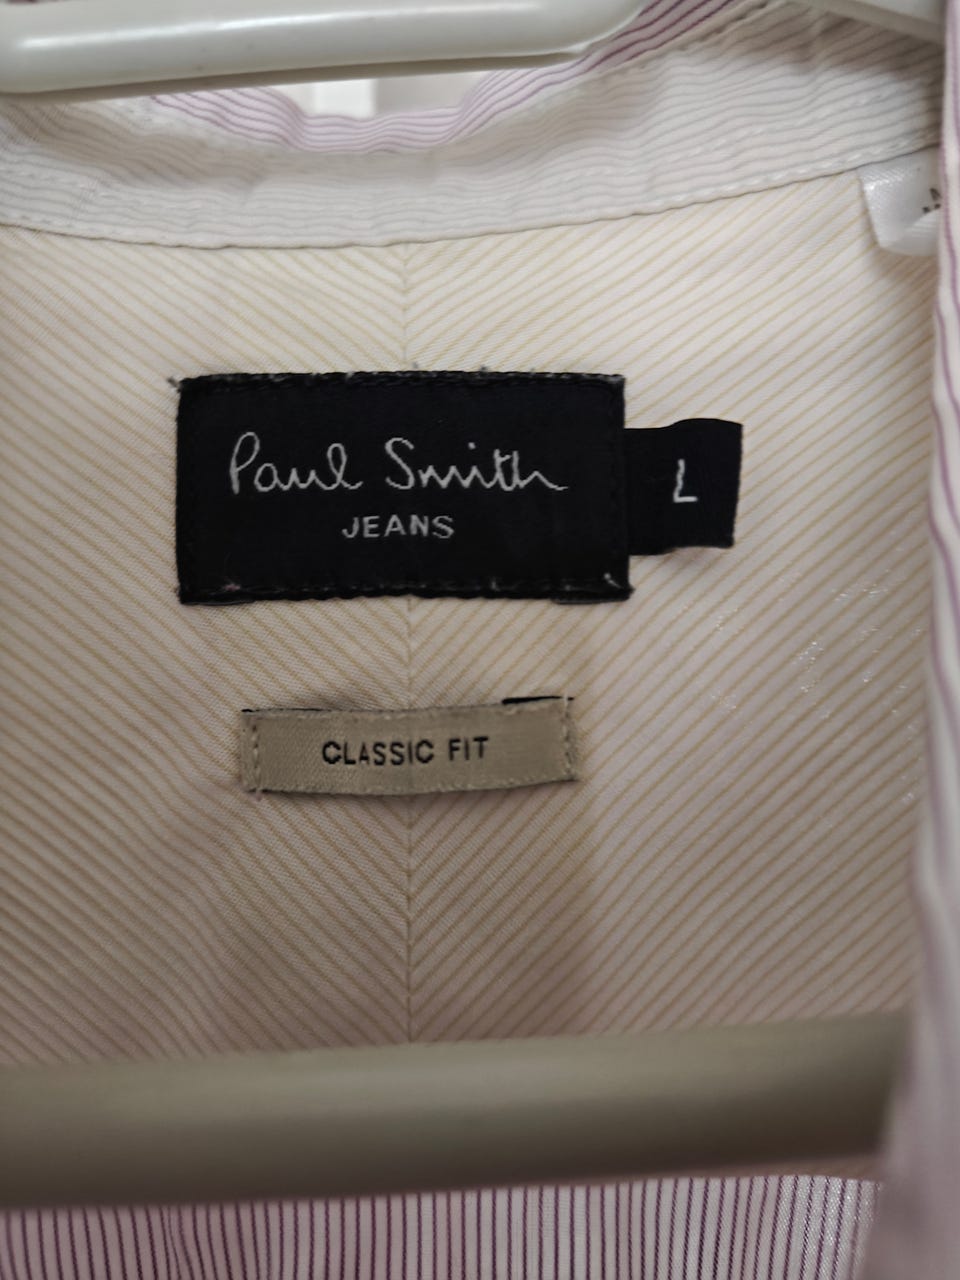 Paul Smith
JEANS
L
CLASSIC FIT